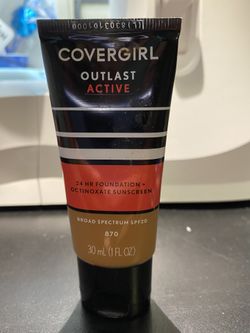 COVERGIRL
OUTLAST
ACTIVE
24 HR FOUNDATION +
OCTINOXATE SUNSCREEN
BROAD SPECTRUM SPF20
870
30 mL (1 FL OZ)